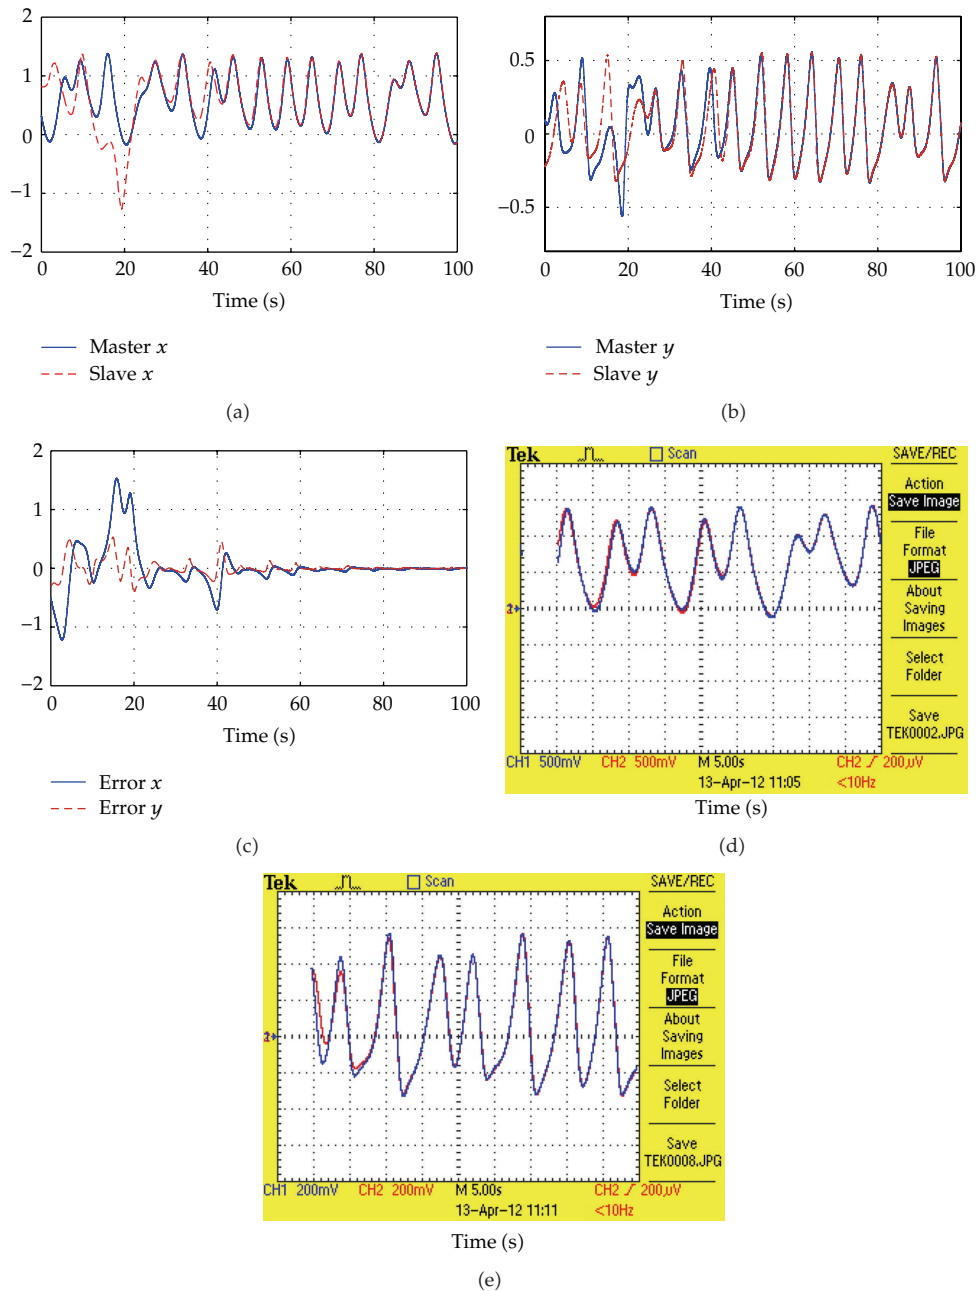 2
1
0
−1
−2
0 20 40 60 80 100
Time (s)
Master x
Slave x
(a)
0.5
0
−0.5
0 20 40 60 80 100
Time (s)
Master y
Slave y
(b)
2
1
0
−1
−2
0 20 40 60 80 100
Time (s)
Error x
Error y
(c)
Tek Scan SAVE/REC
Action
Save Image
File
Format
JPEG
About
Saving
Images
Select
Folder
Save
TEK0002.JPG
CH1 500mV CH2 500mV M 5.00s CH2 200μV
13-Apr-12 11:05 <10Hz
Time (s)
(d)
Tek Scan SAVE/REC
Action
Save Image
File
Format
JPEG
About
Saving
Images
Select
Folder
Save
TEK0008.JPG
CH1 200mV CH2 200mV M 5.00s CH2 200μV
13-Apr-12 11:11 <10Hz
Time (s)
(e)